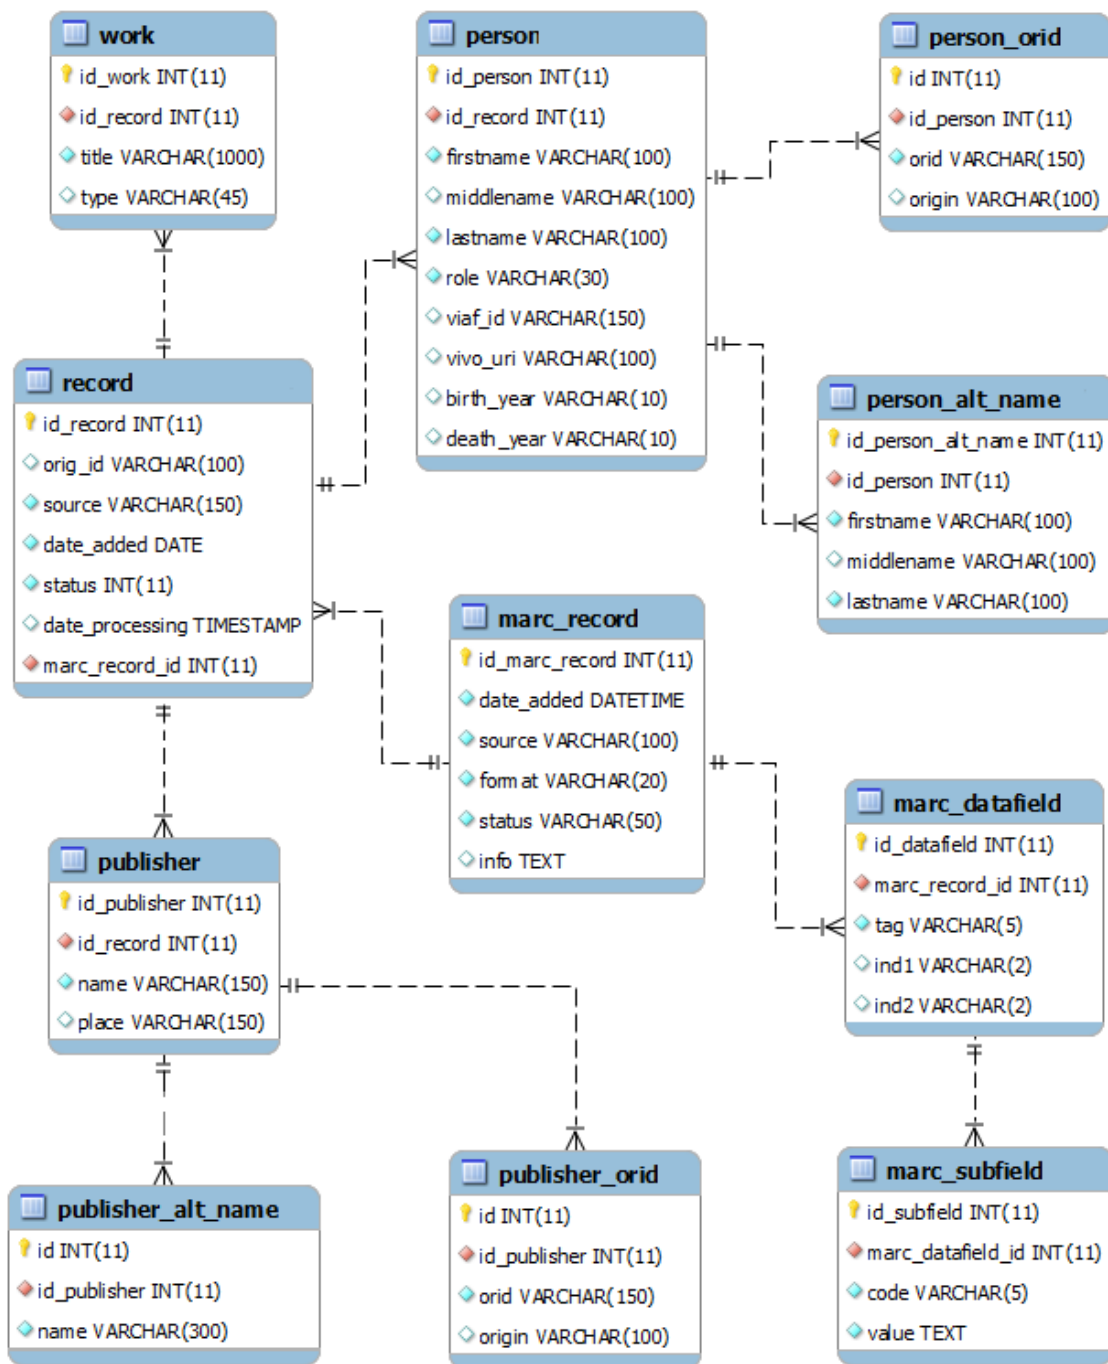 work
id_work INT(11)
id_record INT(11)
title VARCHAR(1000)
type VARCHAR(45)
person
id_person INT(11)
id_record INT(11)
firstname VARCHAR(100)
middlename VARCHAR(100)
lastname VARCHAR(100)
role VARCHAR(30)
viaf_id VARCHAR(150)
vivo_uri VARCHAR(100)
birth_year VARCHAR(10)
death_year VARCHAR(10)
person_orid
id INT(11)
id_person INT(11)
orid VARCHAR(150)
origin VARCHAR(100)
record
id_record INT(11)
orig_id VARCHAR(100)
source VARCHAR(150)
date_added DATE
status INT(11)
date_processing TIMESTAMP
marc_record_id INT(11)
person_alt_name
id_person_alt_name INT(11)
id_person INT(11)
firstname VARCHAR(100)
middlename VARCHAR(100)
lastname VARCHAR(100)
marc_record
id_marc_record INT(11)
date_added DATETIME
source VARCHAR(100)
format VARCHAR(20)
status VARCHAR(50)
info TEXT
marc_datafield
id_datafield INT(11)
marc_record_id INT(11)
tag VARCHAR(5)
ind1 VARCHAR(2)
ind2 VARCHAR(2)
publisher
id_publisher INT(11)
id_record INT(11)
name VARCHAR(150)
place VARCHAR(150)
publisher_alt_name
id INT(11)
id_publisher INT(11)
name VARCHAR(300)
publisher_orid
id INT(11)
id_publisher INT(11)
orid VARCHAR(150)
origin VARCHAR(100)
marc_subfield
id_subfield INT(11)
marc_datafield_id INT(11)
code VARCHAR(5)
value TEXT